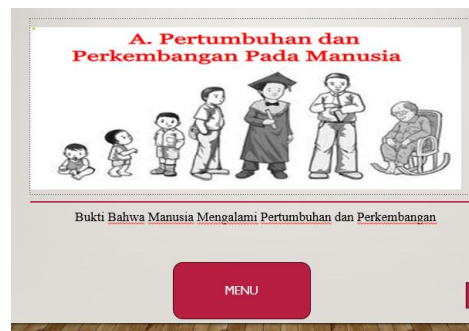 A. Pertumbuhan dan
Perkembangan Pada Manusia
Bukti Bahwa Manusia Mengalami Pertumbuhan dan Perkembangan
MENU